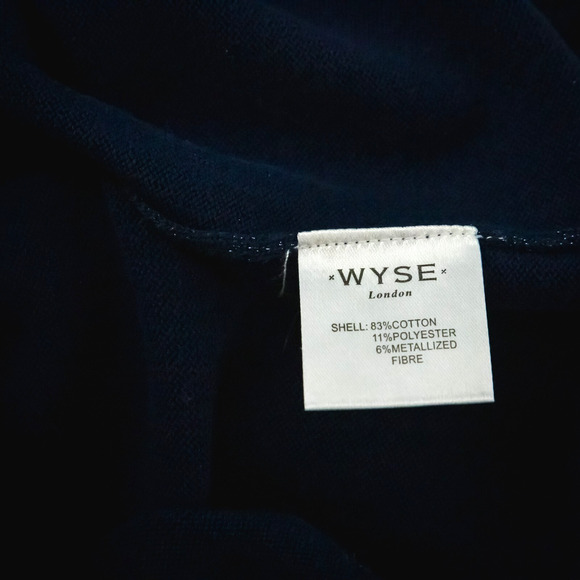 WYSE
London
SHELL: 83%COTTON
11%POLYESTER
6%METALLIZED
FIBRE